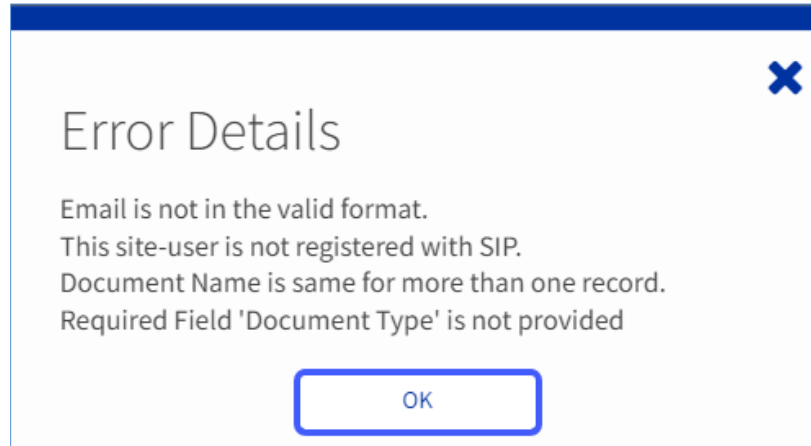 Error Details
Email is not in the valid format.
This site-user is not registered with SIP.
Document Name is same for more than one record.
Required Field 'Document Type' is not provided
OK